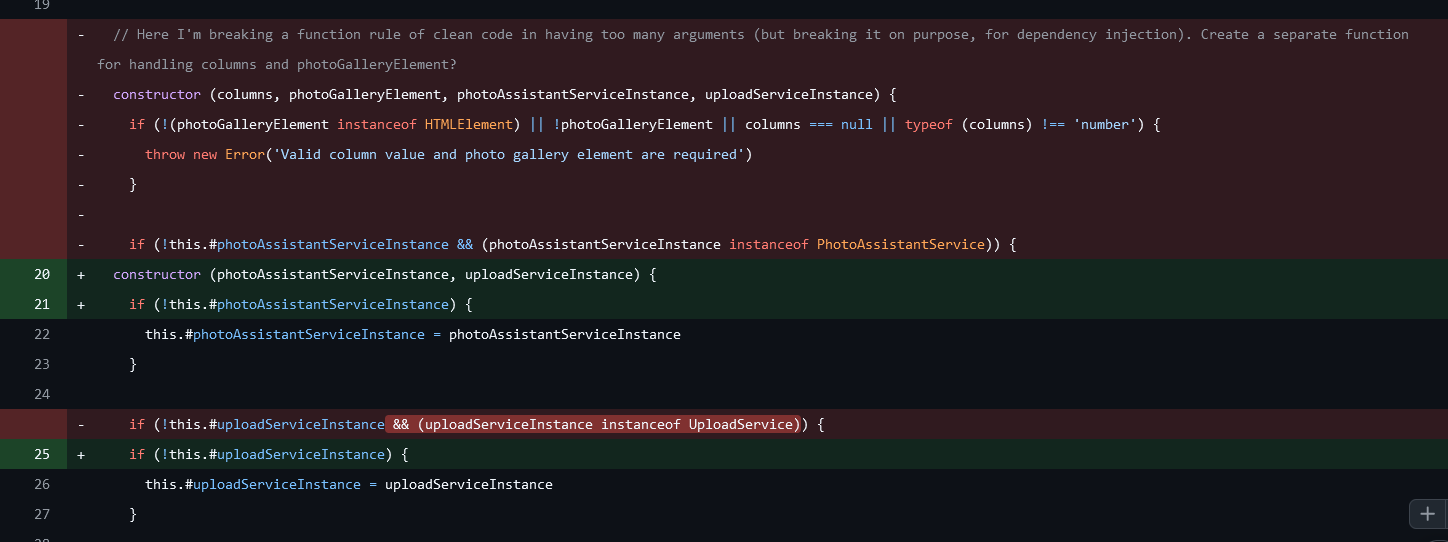 19
- // Here I'm breaking a function rule of clean code in having too many arguments (but breaking it on purpose, for dependency injection). Create a separate function
for handling columns and photoGalleryElement?
- constructor (columns, photoGalleryElement, photoAssistantServiceInstance, uploadServiceInstance) {
- if (!(photoGalleryElement instanceof HTMLElement) || !photoGalleryElement || columns === null || typeof (columns) !== 'number') {
- throw new Error('Valid column value and photo gallery element are required')
- }
-
- if (!this.#photoAssistantServiceInstance && (photoAssistantServiceInstance instanceof PhotoAssistantService)) {
20 + constructor (photoAssistantServiceInstance, uploadServiceInstance) {
21 + if (!this.#photoAssistantServiceInstance) {
22 this.#photoAssistantServiceInstance = photoAssistantServiceInstance
23 }
24
- if (!this.#uploadServiceInstance && (uploadServiceInstance instanceof UploadService)) {
25 + if (!this.#uploadServiceInstance) {
26 this.#uploadServiceInstance = uploadServiceInstance
27 }